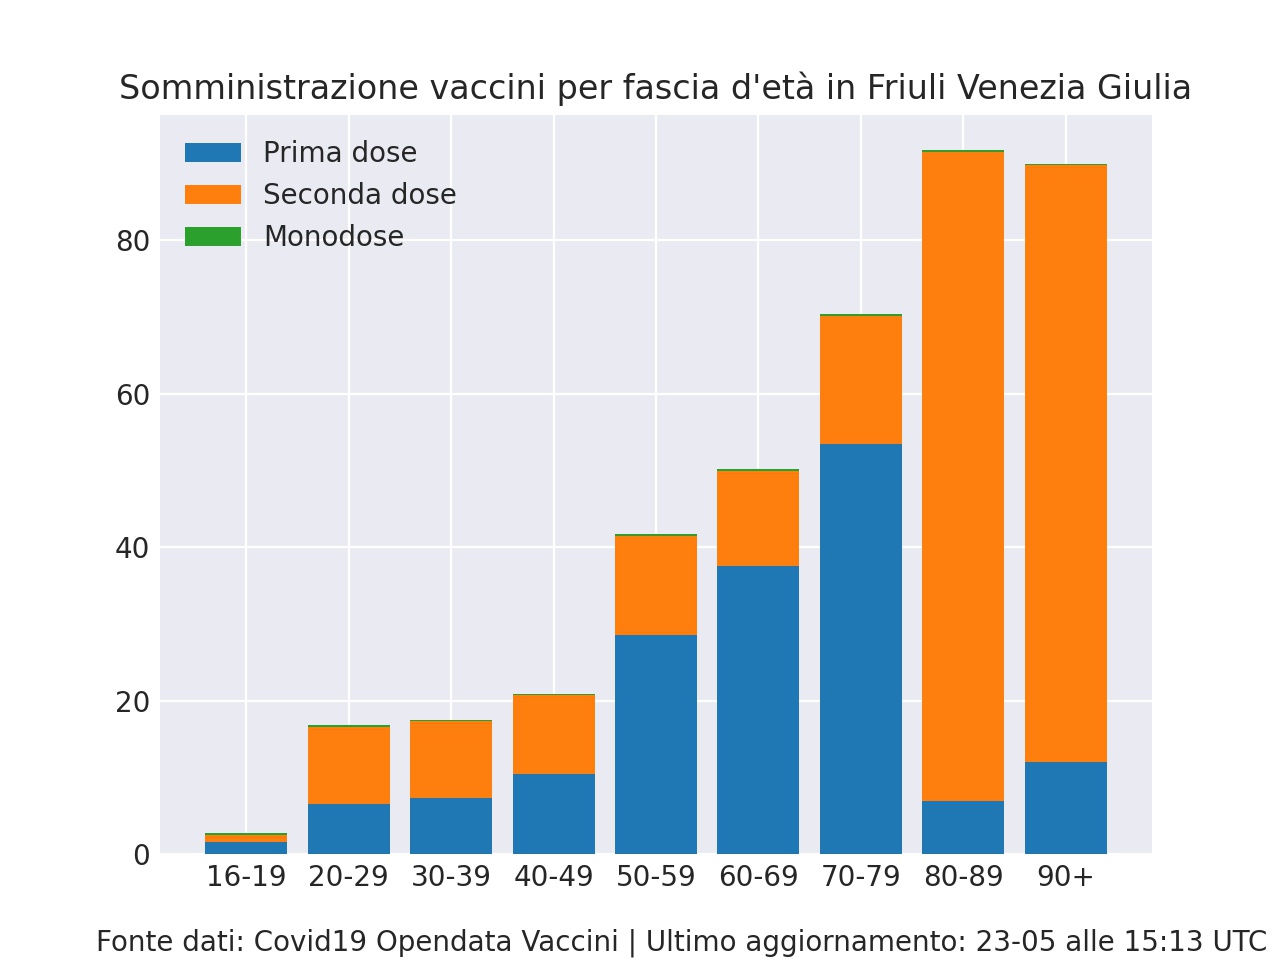 Somministrazione vaccini per fascia d'età in Friuli Venezia Giulia
Prima dose
Seconda dose
Monodose
80
60
40
20
0
16-19 20-29 30-39 40-49 50-59 60-69 70-79 80-89 90+
Fonte dati: Covid19 Opendata Vaccini | Ultimo aggiornamento: 23-05 alle 15:13 UTC